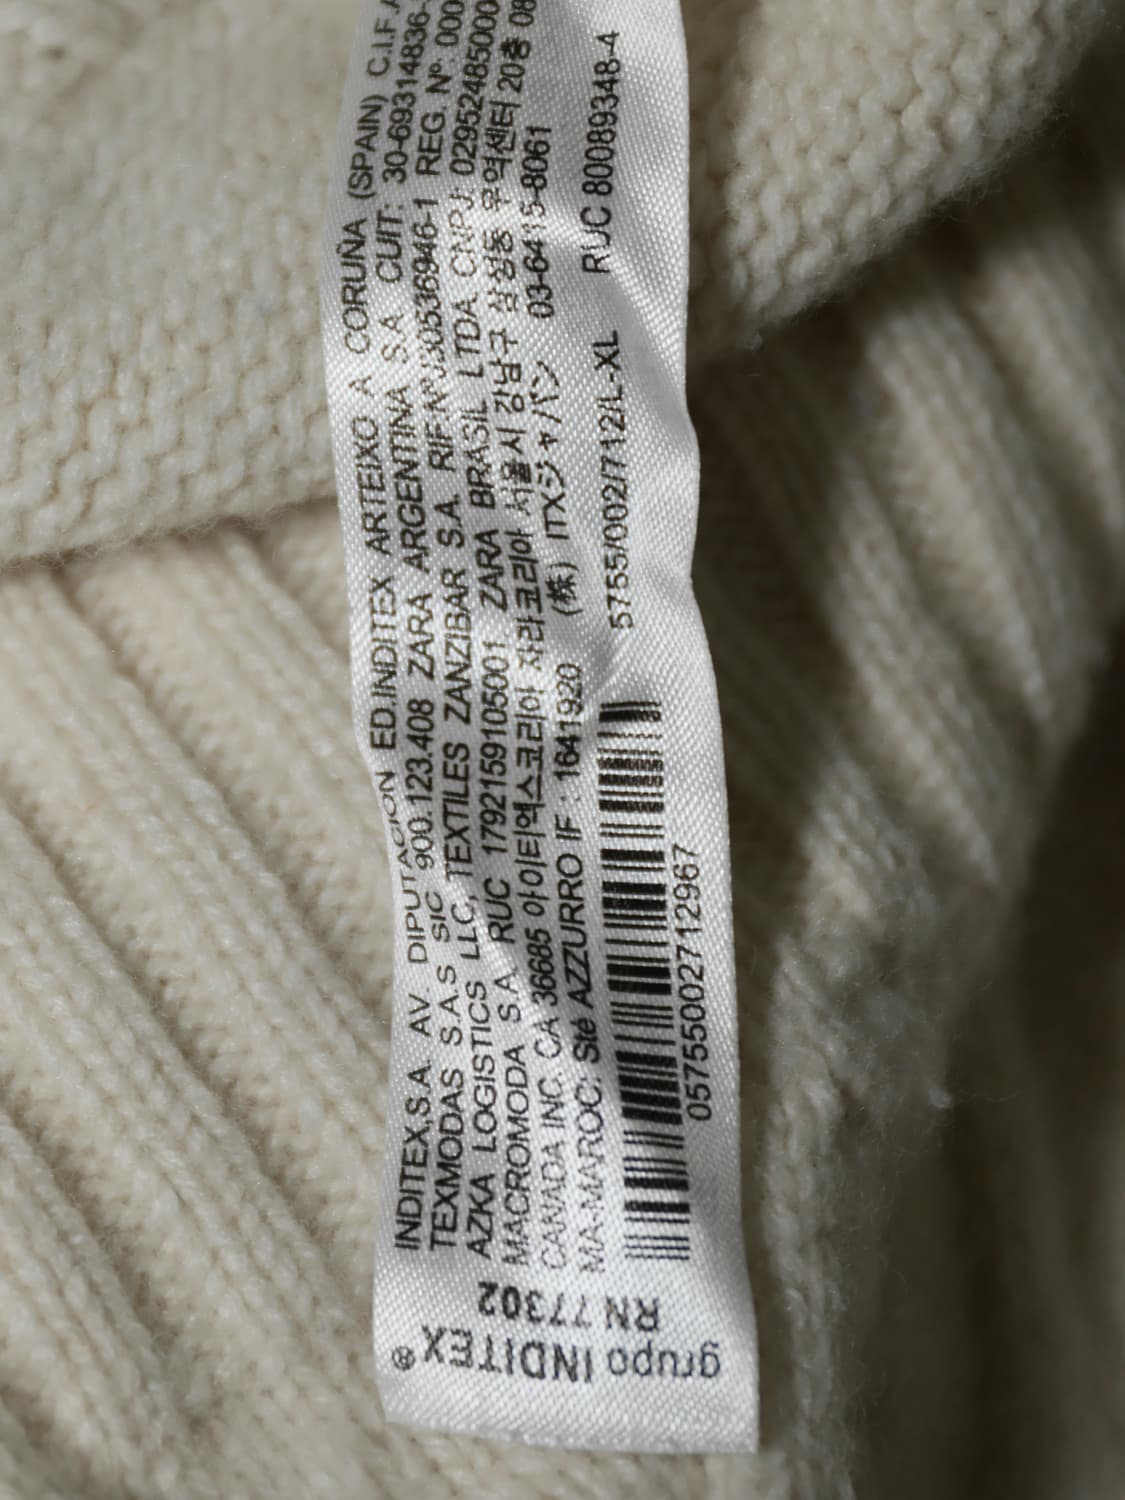 INDITEX,S.A. AV. DIPUTACION ED.INDITEX ARTEIXO A CORUÑA (SPAIN) C.I.F.
TEXMODAS S.A.S SIC 900.123.408 ZARA ARGENTINA S.A CUIT: 30-69314836-
AZKA LOGISTICS LLC, TEXTILES ZANZIBAR S.A. RIF.Nº J30536946-1 REG. Nº. 000
MACROMODA S.A. RUC 1792159105001 ZARA BRASIL LTDA. CNPJ: 02952485000
CANADA INC. CA 36685 아이티엑스코리아 자라코리아 서울시 강남구 삼성동 무역센터 20층 08
MA-MAROC: Sté AZZURRO IF : 1641920 (株) ITXジャパン 03-6415-8061
5755/002/712/L-XL RUC 80089348-4
05755002712967
RN 77302
grupo INDITEX ®